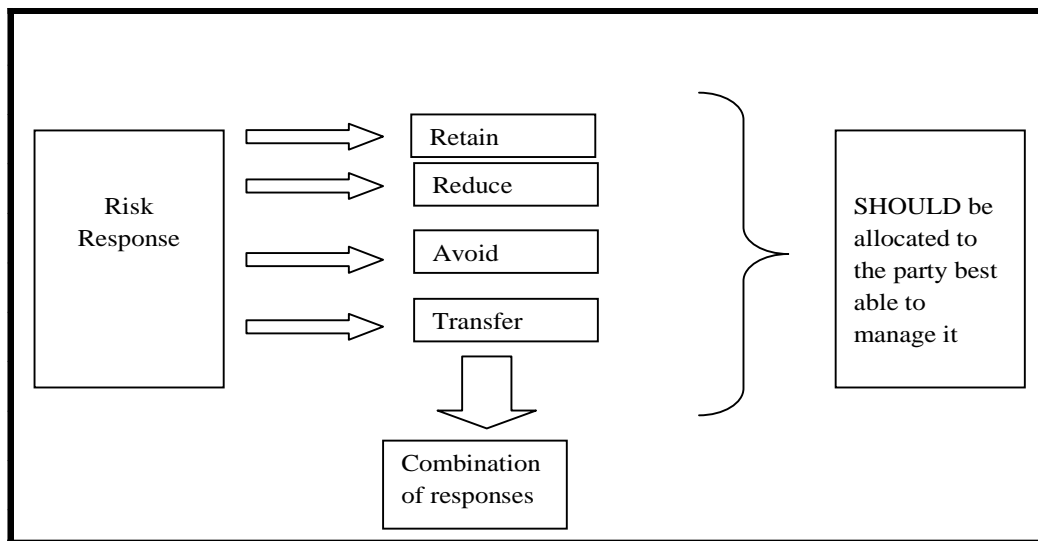 Risk
Response
Retain
Reduce
Avoid
Transfer
Combination
of responses
SHOULD be
allocated to
the party best
able to
manage it